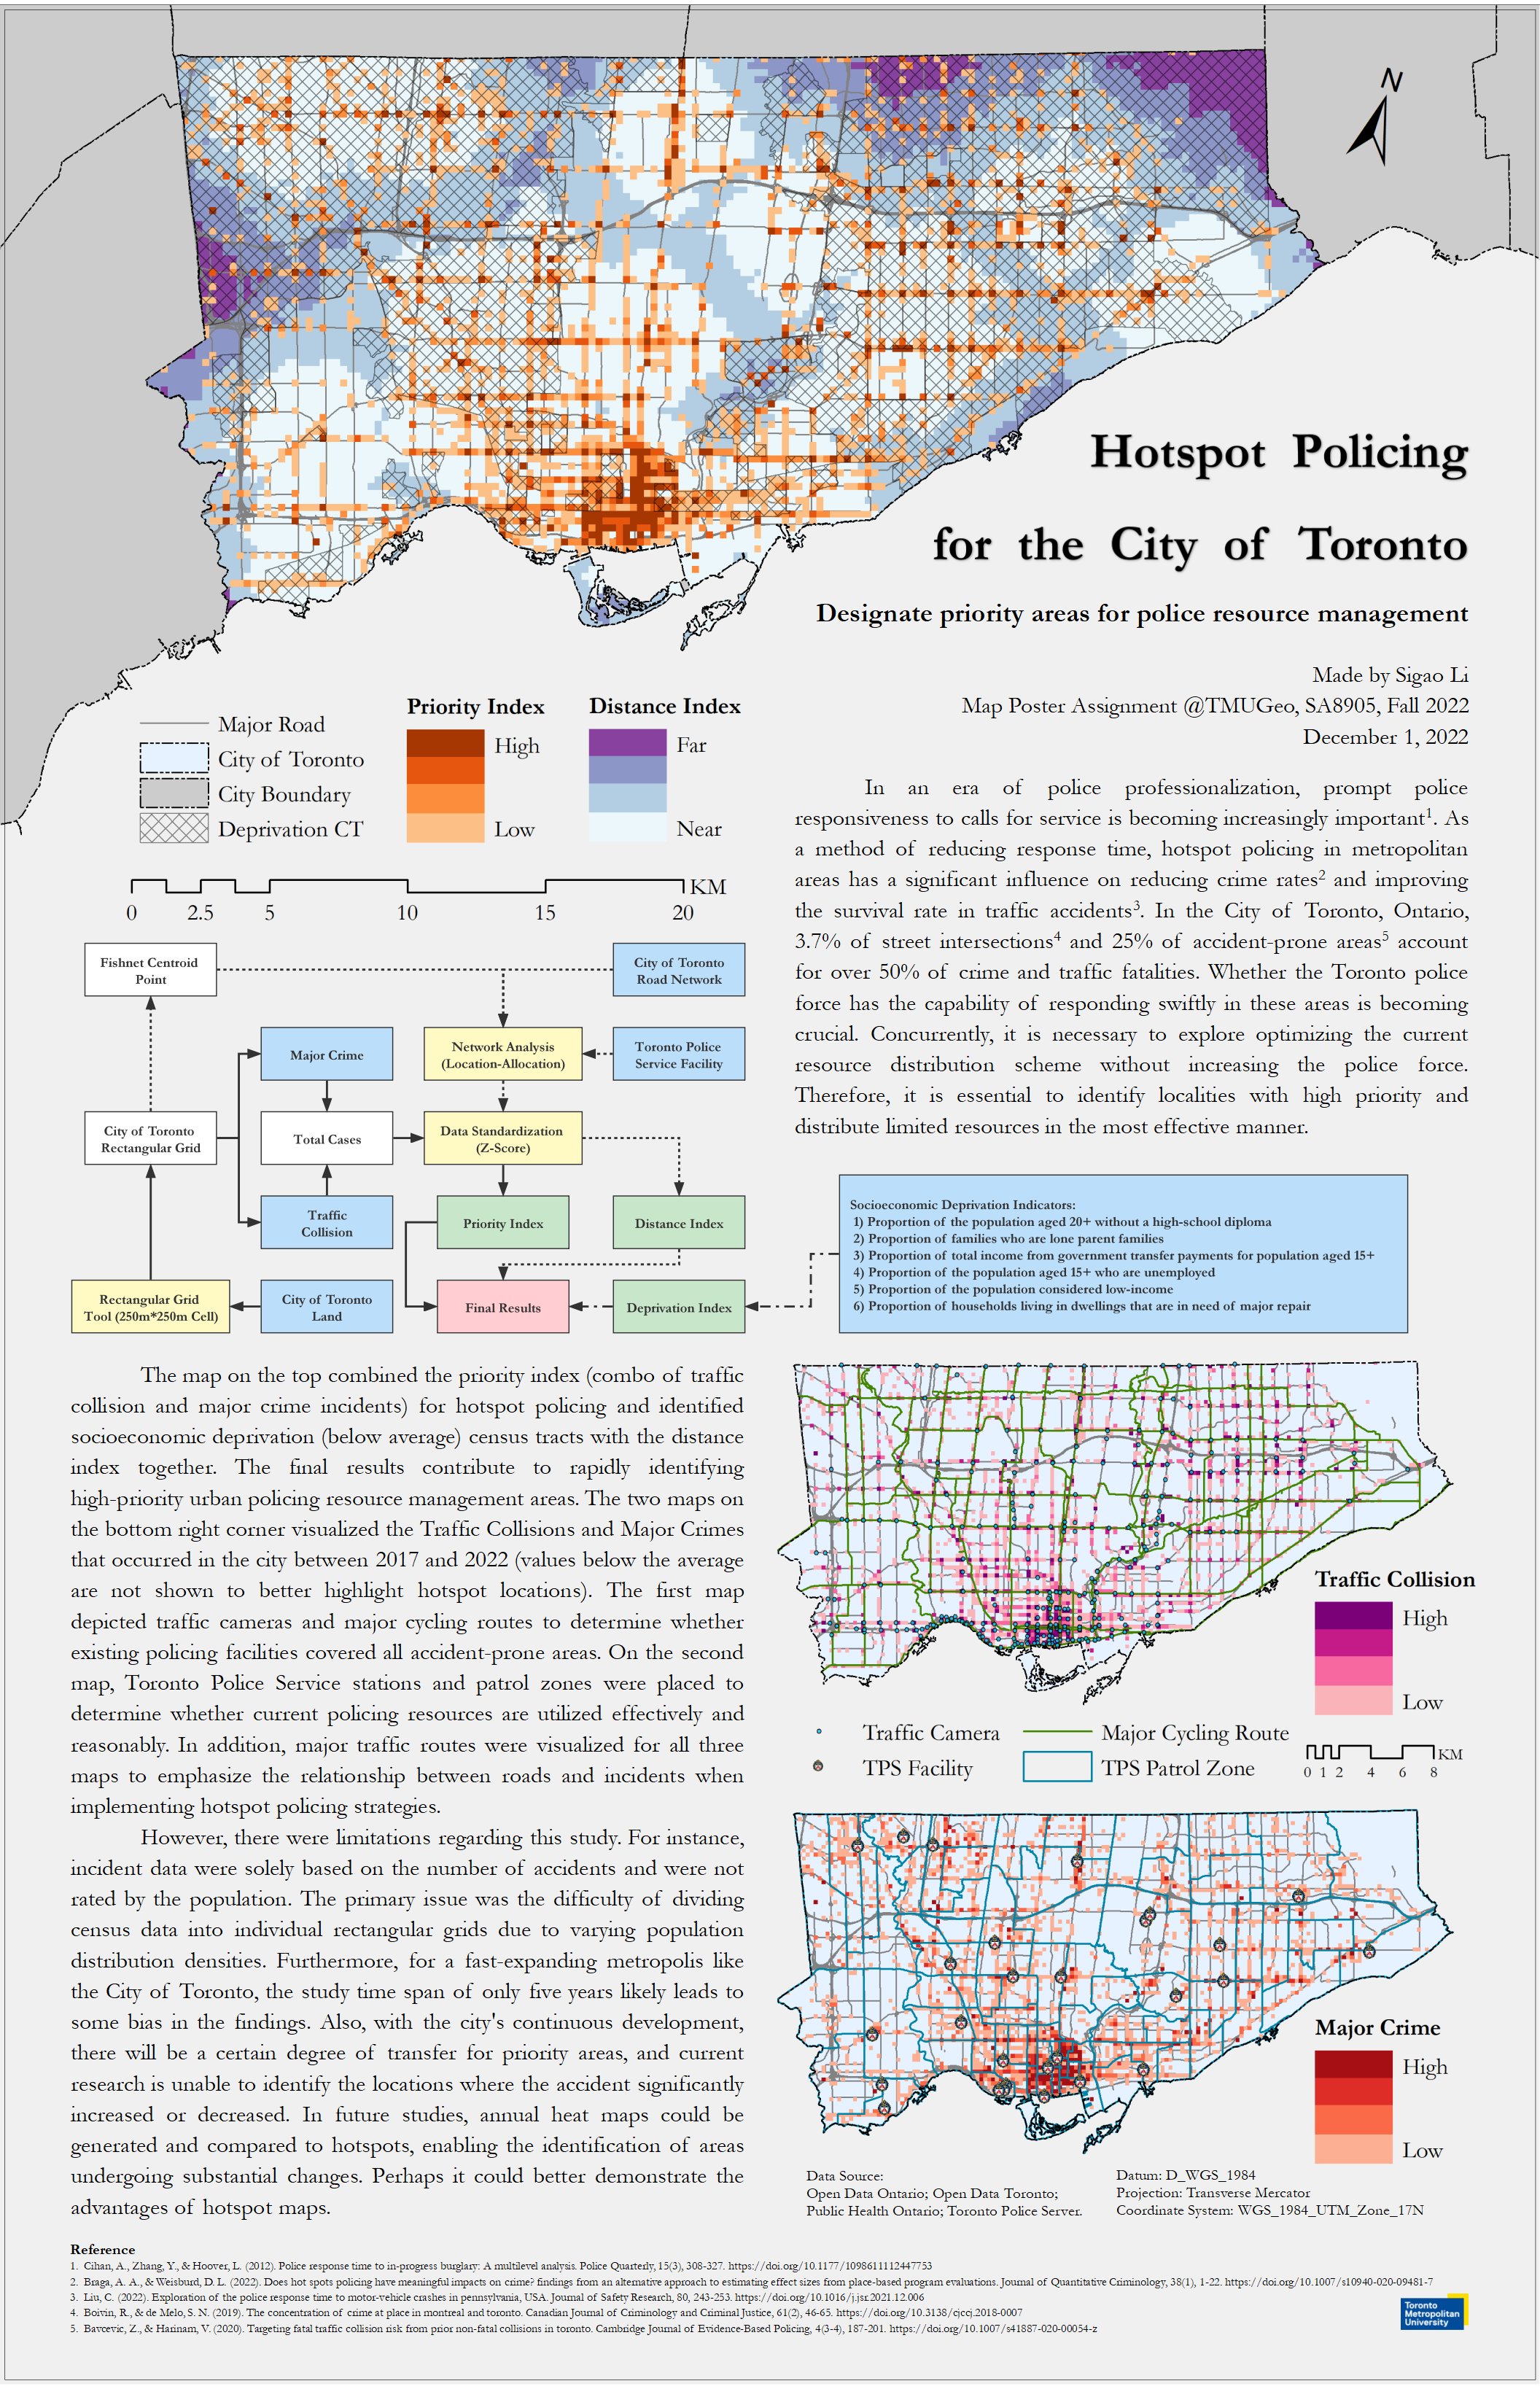 N
Hotspot Policing
for the City of Toronto
Designate priority areas for police resource management
Made by Sigao Li
Map Poster Assignment @TMUGeo, SA8905, Fall 2022
December 1, 2022
Major Road
City of Toronto
City Boundary
Deprivation CT
Priority Index
High
Low
Distance Index
Far
Near
KM
0 2.5 5 10 15 20
In an era of police professionalization, prompt police
responsiveness to calls for service is becoming increasingly important1. As
a method of reducing response time, hotspot policing in metropolitan
areas has a significant influence on reducing crime rates2 and improving
the survival rate in traffic accidents3. In the City of Toronto, Ontario,
3.7% of street intersections4 and 25% of accident-prone areas5 account
for over 50% of crime and traffic fatalities. Whether the Toronto police
force has the capability of responding swiftly in these areas is becoming
crucial. Concurrently, it is necessary to explore optimizing the current
resource distribution scheme without increasing the police force.
Therefore, it is essential to identify localities with high priority and
distribute limited resources in the most effective manner.
Fishnet Centroid
Point
City of Toronto
Road Network
Major Crime
Network Analysis
(Location-Allocation)
Toronto Police
Service Facility
City of Toronto
Rectangular Grid
Total Cases
Data Standardization
(Z-Score)
Traffic
Collision
Priority Index
Distance Index
Rectangular Grid
Tool (250m*250m Cell)
City of Toronto
Land
Final Results
Deprivation Index
Socioeconomic Deprivation Indicators:
1) Proportion of the population aged 20+ without a high-school diploma
2) Proportion of families who are lone parent families
3) Proportion of total income from government transfer payments for population aged 15+
4) Proportion of the population aged 15+ who are unemployed
5) Proportion of the population considered low-income
6) Proportion of households living in dwellings that are in need of major repair
The map on the top combined the priority index (combo of traffic
collision and major crime incidents) for hotspot policing and identified
socioeconomic deprivation (below average) census tracts with the distance
index together. The final results contribute to rapidly identifying
high-priority urban policing resource management areas. The two maps on
the bottom right corner visualized the Traffic Collisions and Major Crimes
that occurred in the city between 2017 and 2022 (values below the average
are not shown to better highlight hotspot locations). The first map
depicted traffic cameras and major cycling routes to determine whether
existing policing facilities covered all accident-prone areas. On the second
map, Toronto Police Service stations and patrol zones were placed to
determine whether current policing resources are utilized effectively and
reasonably. In addition, major traffic routes were visualized for all three
maps to emphasize the relationship between roads and incidents when
implementing hotspot policing strategies.
However, there were limitations regarding this study. For instance,
incident data were solely based on the number of accidents and were not
rated by the population. The primary issue was the difficulty of dividing
census data into individual rectangular grids due to varying population
distribution densities. Furthermore, for a fast-expanding metropolis like
the City of Toronto, the study time span of only five years likely leads to
some bias in the findings. Also, with the city's continuous development,
there will be a certain degree of transfer for priority areas, and current
research is unable to identify the locations where the accident significantly
increased or decreased. In future studies, annual heat maps could be
generated and compared to hotspots, enabling the identification of areas
undergoing substantial changes. Perhaps it could better demonstrate the
advantages of hotspot maps.
Traffic Collision
High
Low
Traffic Camera
Major Cycling Route
TPS Facility
TPS Patrol Zone
KM
0 1 2 4 6 8
Major Crime
High
Low
Data Source:
Open Data Ontario; Open Data Toronto;
Public Health Ontario; Toronto Police Server.
Datum: D_WGS_1984
Projection: Transverse Mercator
Coordinate System: WGS_1984_UTM_Zone_17N
Reference
1. Cihan, A., Zhang, Y., & Hoover, L. (2012). Police response time to in-progress burglary: A multilevel analysis. Police Quarterly, 15(3), 308-327. https://doi.org/10.1177/1098611112447753
2. Braga, A. A., & Weisburd, D. L. (2022). Does hot spots policing have meaningful impacts on crime? findings from an alternative approach to estimating effect sizes from place-based program evaluations. Journal of Quantitative Criminology, 38(1), 1-22. https://doi.org/10.1007/s10940-020-09481-7
3. Liu, C. (2022). Exploration of the police response time to motor-vehicle crashes in pennsylvania, USA. Journal of Safety Research, 80, 243-253. https://doi.org/10.1016/j.jsr.2021.12.006
4. Boivin, R., & de Melo, S. N. (2019). The concentration of crime at place in montreal and toronto. Canadian Journal of Criminology and Criminal Justice, 61(2), 46-65. https://doi.org/10.3138/cjccj.2018-0007
5. Bavcevic, Z., & Harinam, V. (2020). Targeting fatal traffic collision risk from prior non-fatal collisions in toronto. Cambridge Journal of Evidence-Based Policing, 4(3-4), 187-201. https://doi.org/10.1007/s41887-020-00054-z
Toronto
Metropolitan
University